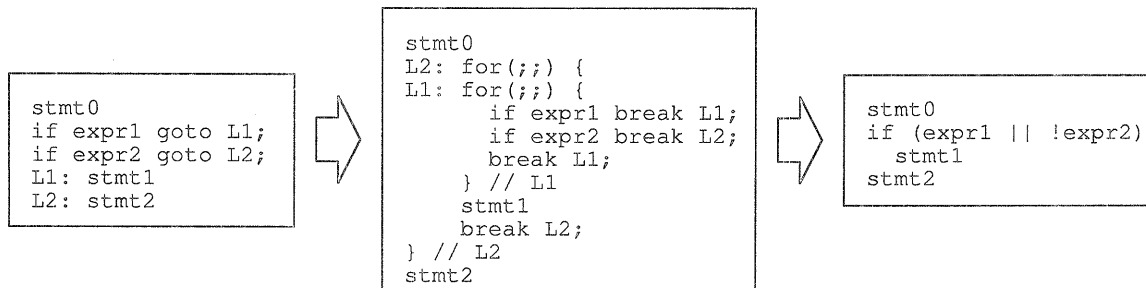 stmt0
if expr1 goto L1;
if expr2 goto L2;
L1: stmt1
L2: stmt2
stmt0
L2: for(;;) {
L1: for(;;) {
if expr1 break L1;
if expr2 break L2;
break L1;
} // L1
stmt1
break L2;
} // L2
stmt2
stmt0
if (expr1 || !expr2)
stmt1
stmt2